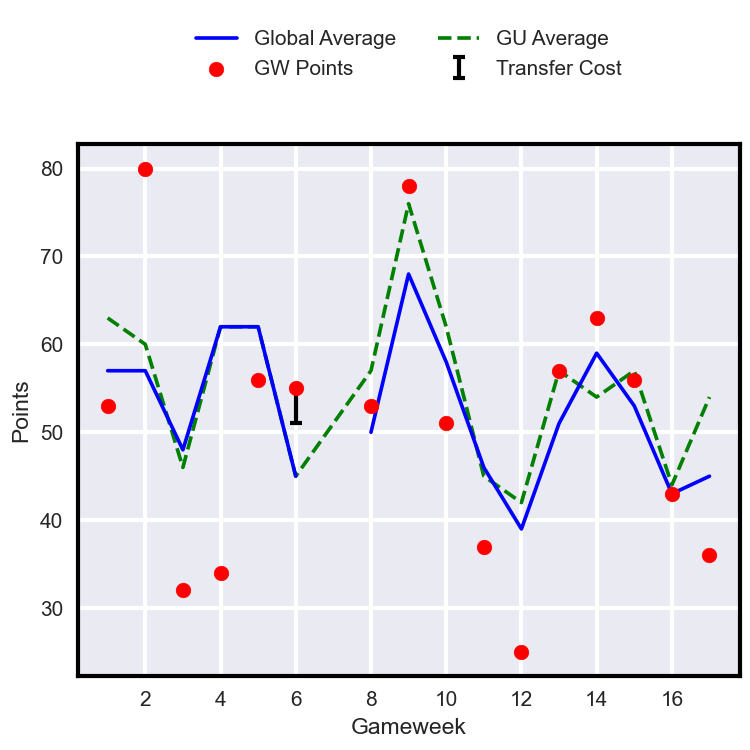 Global Average
GU Average
GW Points
Transfer Cost
80
70
60
50
40
30
Points
2 4 6 8 10 12 14 16
Gameweek